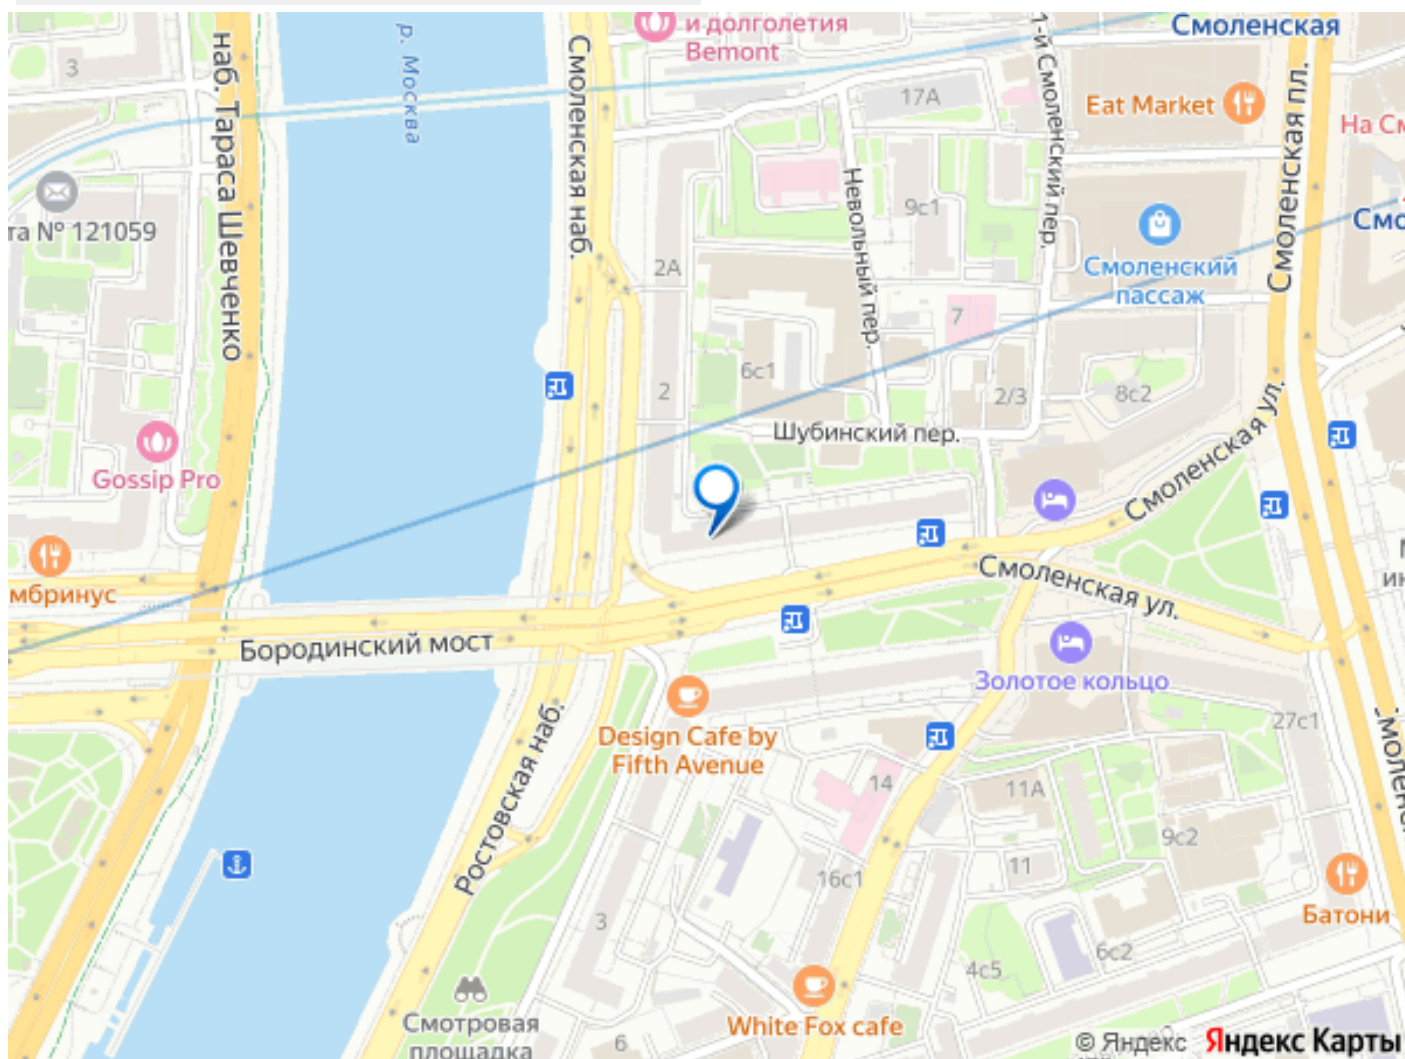 и долголетия
Bemont
Смоленская
3
наб. Тараса Шевченко
р. Москва
Смоленская наб.
1-й Смоленский пер.
17А
Eat Market
Смоленская пл.
На См
та № 121059
Невольный пер.
9с1
Смо
2А
Смоленский
пассаж
7
6с1
2
2/3
8с2
Шубинский пер.
Gossip Pro
Смоленская ул.
Смоленская ул.
мбринус
Бородинский мост
Золотое кольцо
27с1
Ростовская наб.
Design Cafe by
Fifth Avenue
14
11А
9с2
11
16с1
Батони
3
6с2
4с5
White Fox cafe
Смотровая
площадка
6
© Яндекс
Яндекс Карты